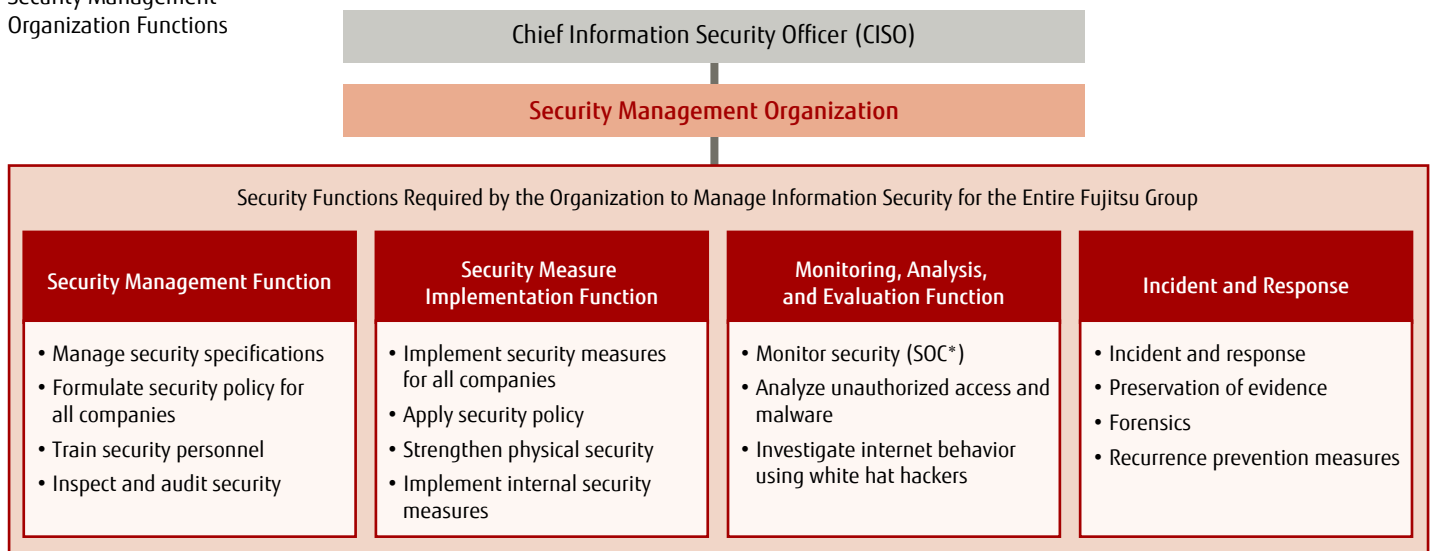 Security Management
Organization Functions
Chief Information Security Officer (CISO)
Security Management Organization
Security Functions Required by the Organization to Manage Information Security for the Entire Fujitsu Group
Security Management Function
• Manage security specifications
• Formulate security policy for
all companies
• Train security personnel
• Inspect and audit security
Security Measure
Implementation Function
• Implement security measures
for all companies
• Apply security policy
• Strengthen physical security
• Implement internal security
measures
Monitoring, Analysis,
and Evaluation Function
• Monitor security (SOC*)
• Analyze unauthorized access and
malware
• Investigate internet behavior
using white hat hackers
Incident and Response
• Incident and response
• Preservation of evidence
• Forensics
• Recurrence prevention measures